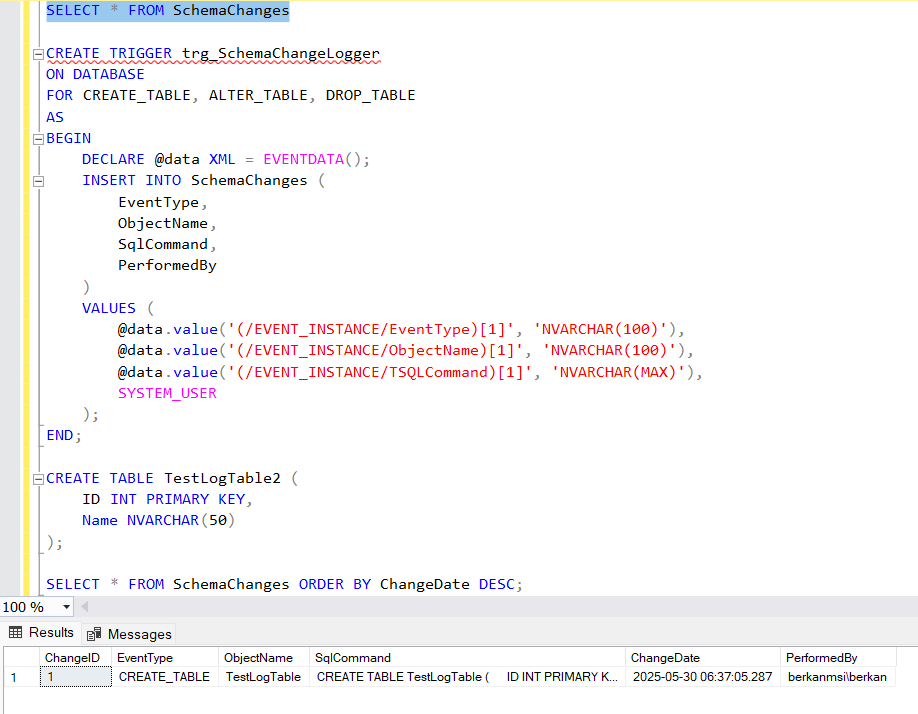 SELECT * FROM SchemaChanges
CREATE TRIGGER trg_SchemaChangeLogger
ON DATABASE
FOR CREATE_TABLE, ALTER_TABLE, DROP_TABLE
AS
BEGIN
DECLARE @data XML = EVENTDATA();
INSERT INTO SchemaChanges (
EventType,
ObjectName,
SqlCommand,
PerformedBy
)
VALUES (
@data.value('(/EVENT_INSTANCE/EventType)[1]', 'NVARCHAR(100)'),
@data.value('(/EVENT_INSTANCE/ObjectName)[1]', 'NVARCHAR(100)'),
@data.value('(/EVENT_INSTANCE/TSQLCommand)[1]', 'NVARCHAR(MAX)'),
SYSTEM_USER
);
END;
CREATE TABLE TestLogTable2 (
ID INT PRIMARY KEY,
Name NVARCHAR(50)
);
SELECT * FROM SchemaChanges ORDER BY ChangeDate DESC;
100 %
Results Messages
ChangeID EventType ObjectName SqlCommand ChangeDate PerformedBy
1 1 CREATE_TABLE TestLogTable CREATE TABLE TestLogTable ( ID INT PRIMARY K... 2025-05-30 06:37:05.287 berkanmsi\berkan